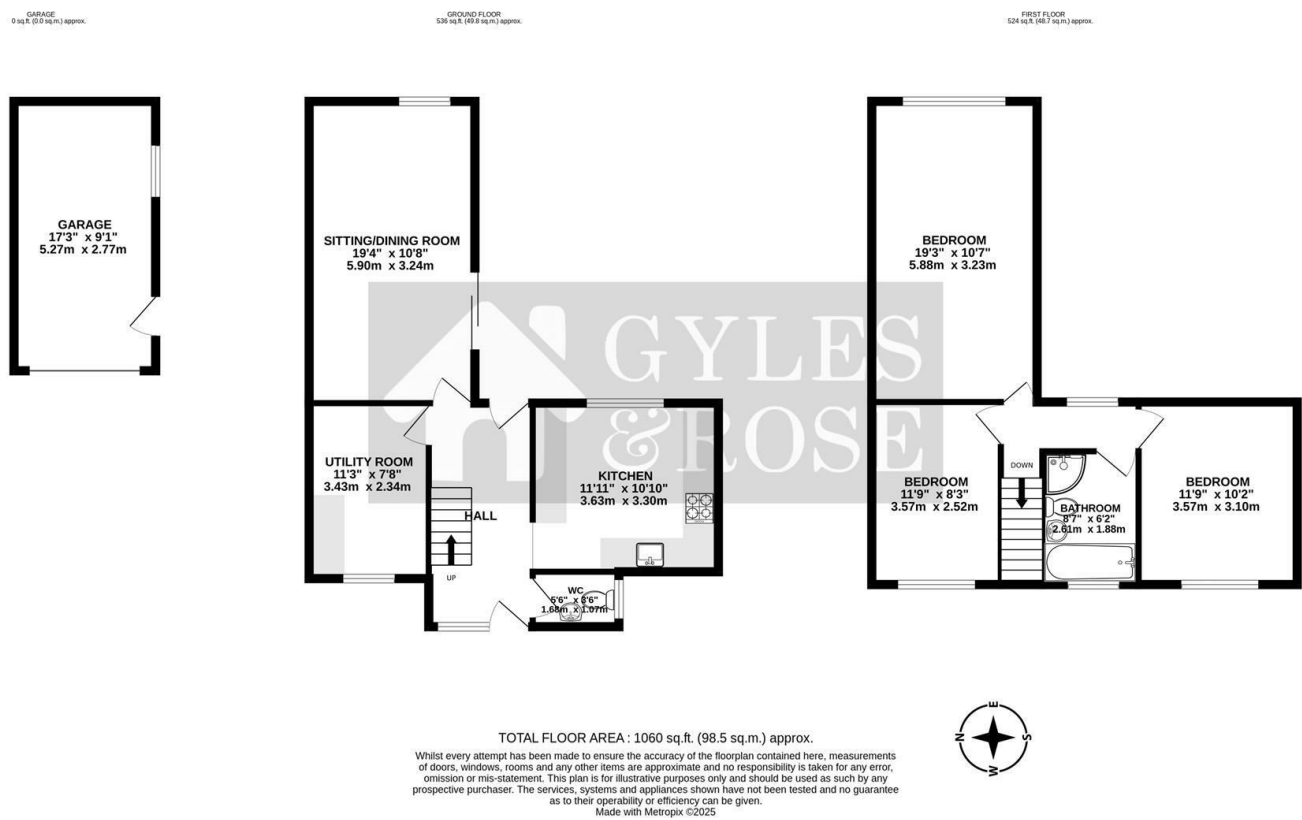 GARAGE
0 sq.ft. (0.0 sq.m.) approx.
GROUND FLOOR
536 sq.ft. (49.8 sq.m.) approx.
FIRST FLOOR
524 sq.ft. (48.7 sq.m.) approx.
GARAGE
17'3" x 9'1"
5.27m x 2.77m
SITTING/DINING ROOM
19'4" x 10'8"
5.90m x 3.24m
UTILITY ROOM
11'3" x 7'8"
3.43m x 2.34m
HALL
UP
KITCHEN
11'11" x 10'10"
3.63m x 3.30m
WC
5'6" x 3'6"
1.68m x 1.07m
BEDROOM
19'3" x 10'7"
5.88m x 3.23m
BEDROOM
11'9" x 8'3"
3.57m x 2.52m
DOWN
BATHROOM
8'7" x 6'2"
2.61m x 1.88m
BEDROOM
11'9" x 10'2"
3.57m x 3.10m
GYLES
&ROSE
E
N
S
W
TOTAL FLOOR AREA : 1060 sq.ft. (98.5 sq.m.) approx.
Whilst every attempt has been made to ensure the accuracy of the floorplan contained here, measurements
of doors, windows, rooms and any other items are approximate and no responsibility is taken for any error,
omission or mis-statement. This plan is for illustrative purposes only and should be used as such by any
prospective purchaser. The services, systems and appliances shown have not been tested and no guarantee
as to their operability or efficiency can be given.
Made with Metropix ©2025